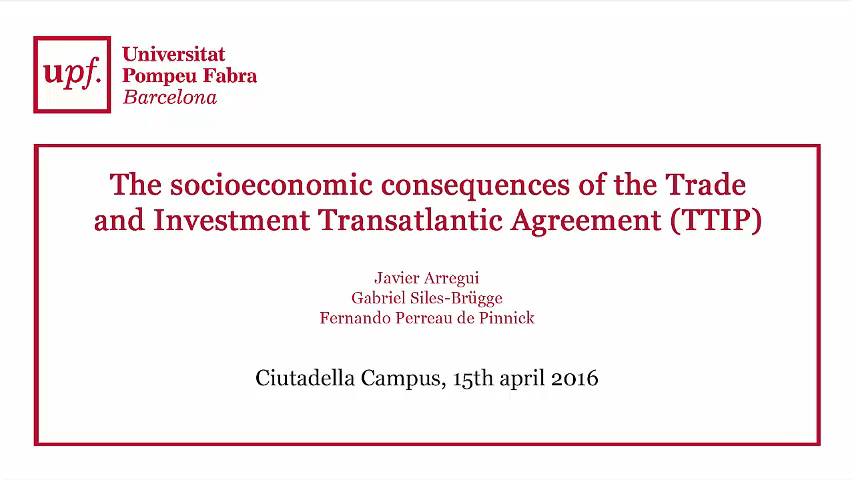 upf.
Universitat
Pompeu Fabra
Barcelona
The socioeconomic consequences of the Trade
and Investment Transatlantic Agreement (TTIP)
Javier Arregui
Gabriel Siles-Brügge
Fernando Perreau de Pinnick
Ciutadella Campus, 15th april 2016